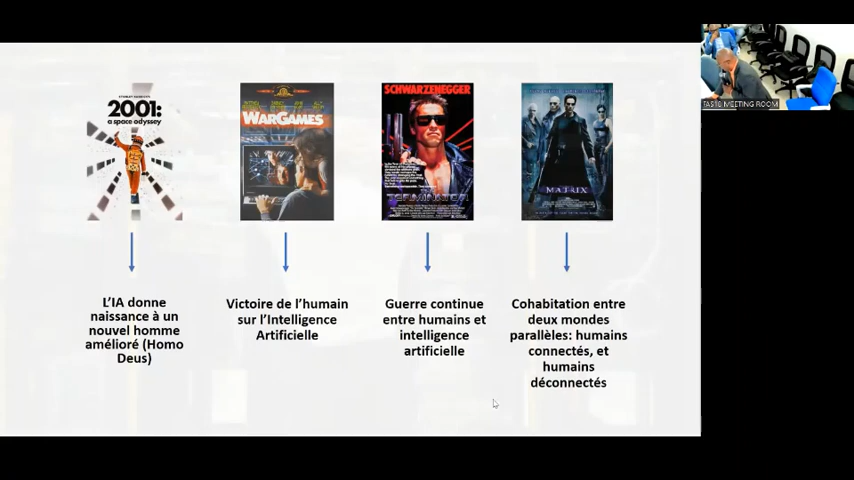 2001:
a space odyssey
WARGAMES
SCHWARZENEGGER
TERMINATOR
MATRIX
L'IA donne
naissance à un
nouvel homme
amélioré (Homo
Deus)
Victoire de l'humain
sur l'Intelligence
Artificielle
Guerre continue
entre humains et
intelligence
artificielle
Cohabitation entre
deux mondes
parallèles: humains
connectés, et
humains
déconnectés
MEETING ROOM